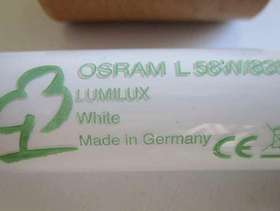 OSRAM L 58W/83
LUMILUX
White
Made in Germany CE